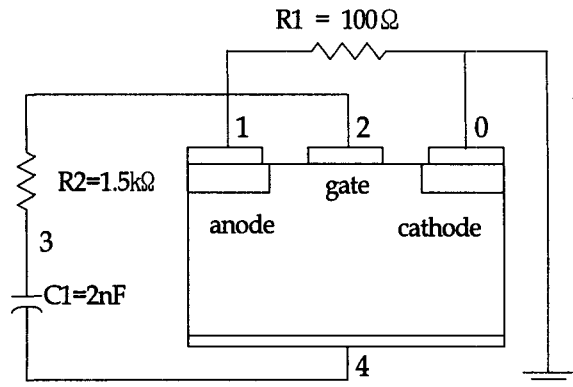 R1 = 100Ω
1
2
0
R2=1.5kΩ
gate
3
anode
cathode
C1=2nF
4